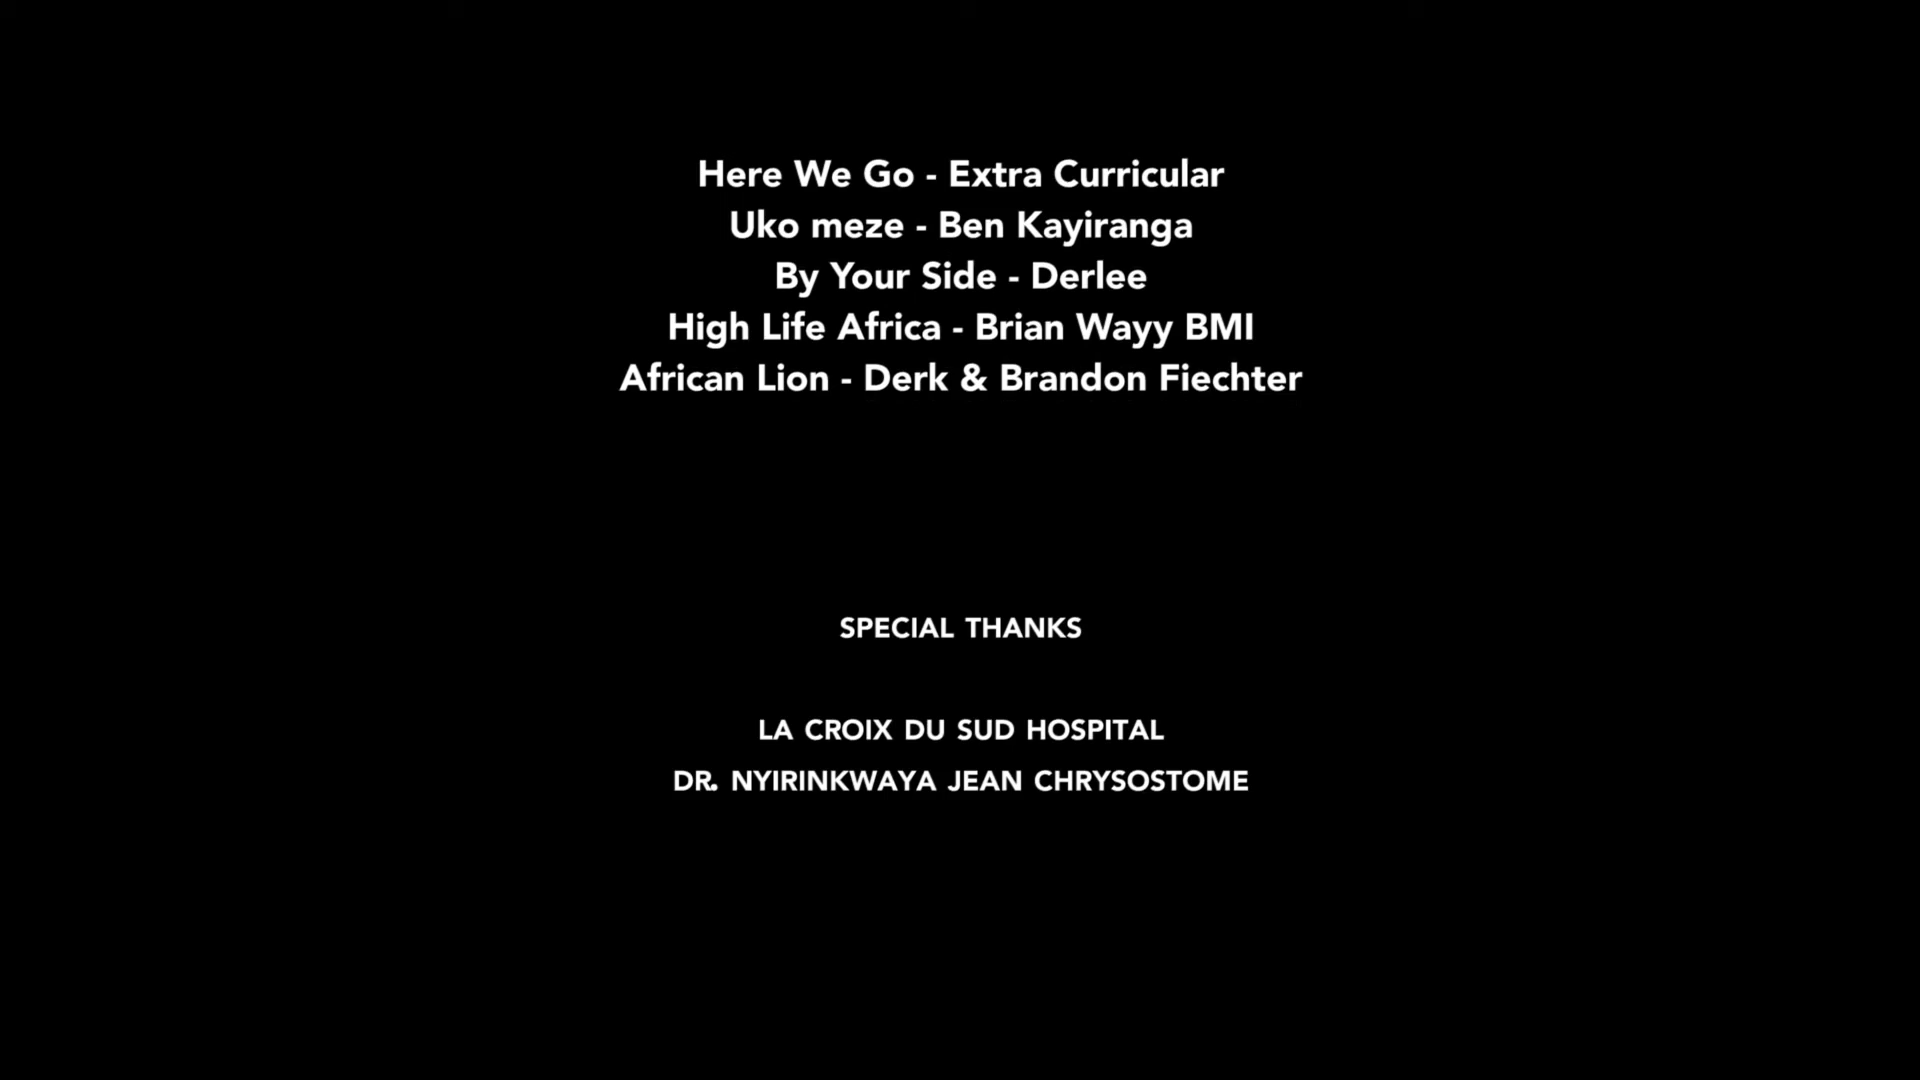 Here We Go - Extra Curricular
Uko meze - Ben Kayiranga
By Your Side - Derlee
High Life Africa - Brian Wayy BMI
African Lion - Derk & Brandon Fiechter
SPECIAL THANKS
LA CROIX DU SUD HOSPITAL
DR. NYIRINKWAYA JEAN CHRYSOSTOME